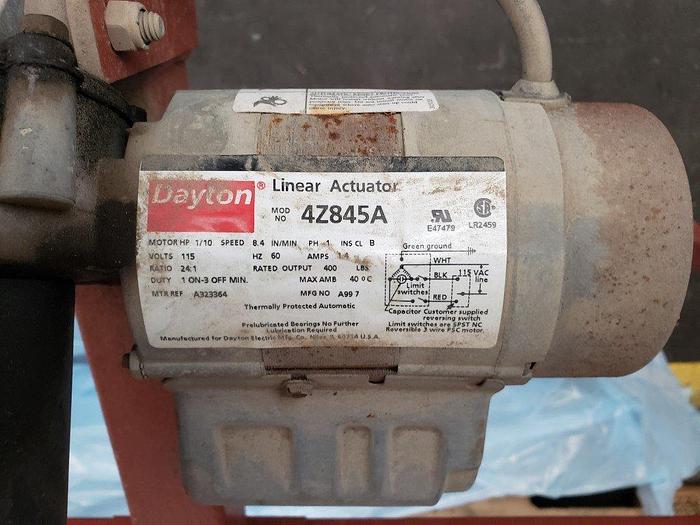 AUTOMATIC RESET PROTECTION
Dayton® Linear Actuator
MOD NO 4Z845A
E47479 LR2459
MOTOR HP 1/10 SPEED 8.4 IN/MIN PH 1 INS CL B
VOLTS 115 HZ 60 AMPS 1.4
RATIO 24:1 RATED OUTPUT 400 LBS
DUTY 1 ON-3 OFF MIN. MAX AMB 40 °C
MTR REF A323364 MFG NO A99 7
Thermally Protected Automatic
Prelubricated Bearings No Further
Lubrication Required
Manufactured for Dayton Electric Mfg. Co. Niles, IL 60714 U.S.A.
Green ground
WHT
BLK 115 VAC
line
Limit
switches
RED
Capacitor Customer supplied
reversing switch
Limit switches are SPST NC
Reversible 3 wire PSC motor.